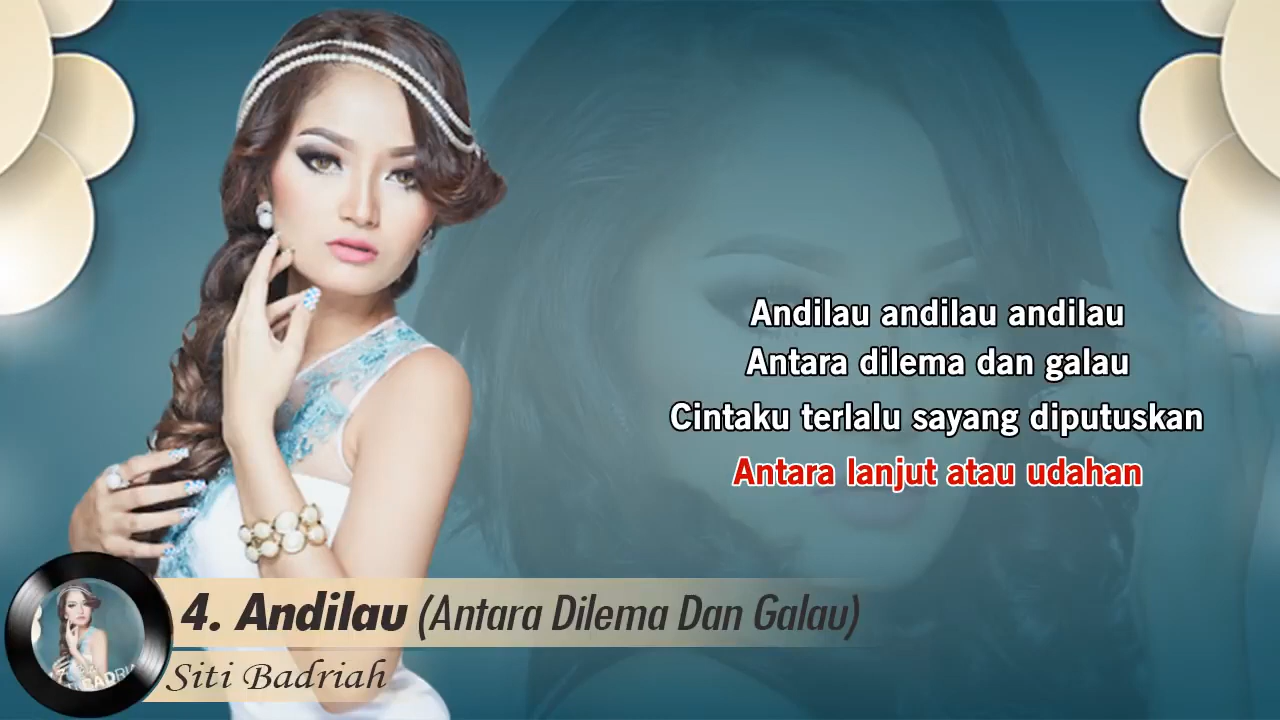 Andilau andilau andilau
Antara dilema dan galau
Cintaku terlalu sayang diputuskan
Antara lanjut atau udahan
4. Andilau (Antara Dilema Dan Galau)
Siti Badriah